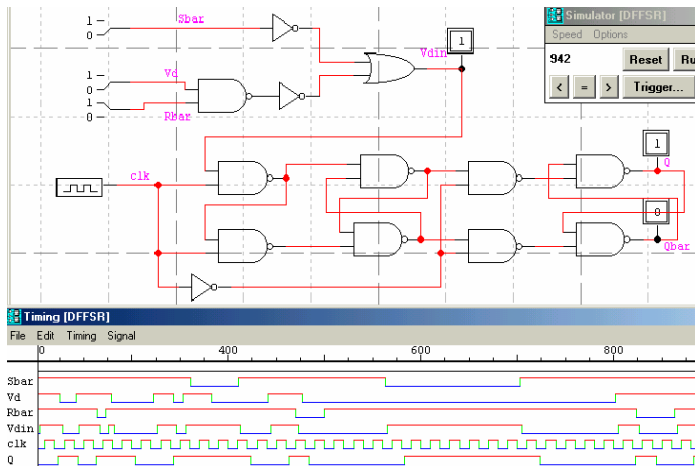 Simulator [DFFSR]
Speed Options
942 Reset Ru
< = > Trigger...
1
0
Sbar
1
0
Vd
1
0
Rbar
Vdin
1
clk
1
Q
0
Qbar
Timing [DFFSR]
File Edit Timing Signal
0 400 600 800
Sbar
Vd
Rbar
Vdin
clk
Q